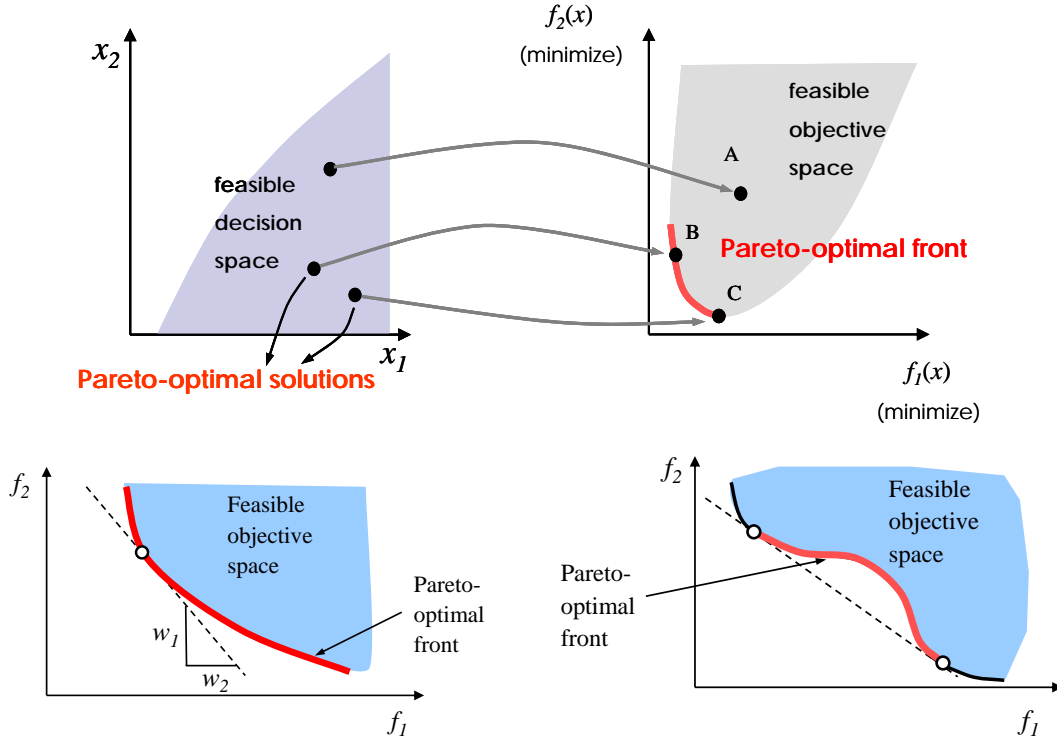 x2
feasible
decision
space
x1
Pareto-optimal solutions
f2(x)
(minimize)
feasible
objective
space
A
B
Pareto-optimal front
C
f1(x)
(minimize)
f2
Feasible
objective
space
Pareto-
optimal
front
w1
w2
f1
f2
Feasible
objective
space
Pareto-
optimal
front
f1